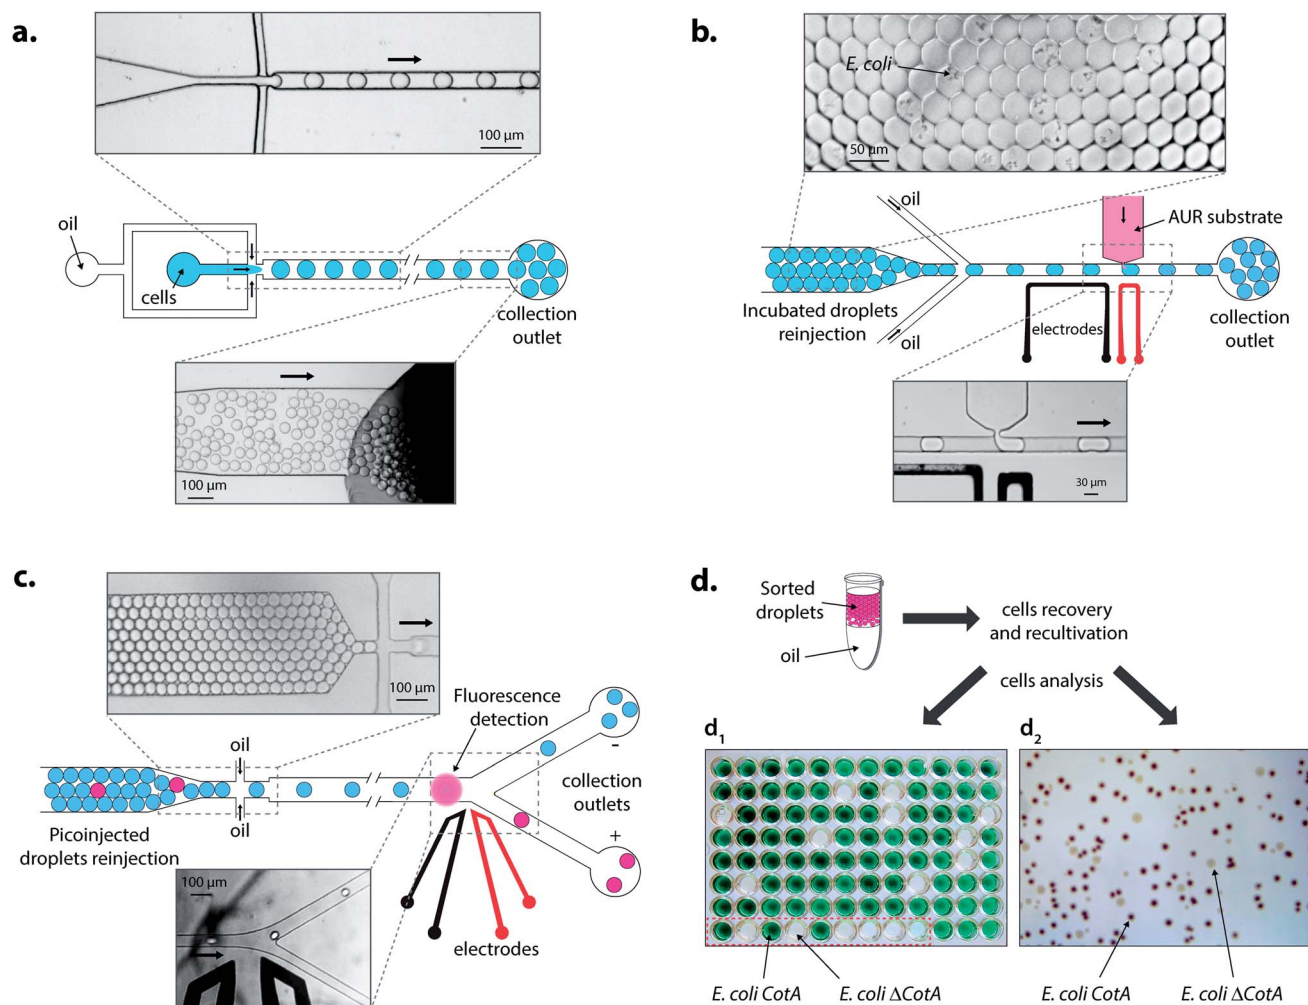 a.
100 µm
oil
cells
collection
outlet
100 µm
b.
E. coli
50 µm
oil
AUR substrate
Incubated droplets
reinjection
oil
electrodes
collection
outlet
30 µm
c.
100 µm
Fluorescence
detection
oil
-
collection
outlets
oil
+
Picoinjected
droplets reinjection
100 µm
electrodes
d.
Sorted
droplets
oil
cells recovery
and recultivation
cells analysis
d1
d2
E. coli CotA
E. coli ΔCotA
E. coli CotA
E. coli ΔCotA